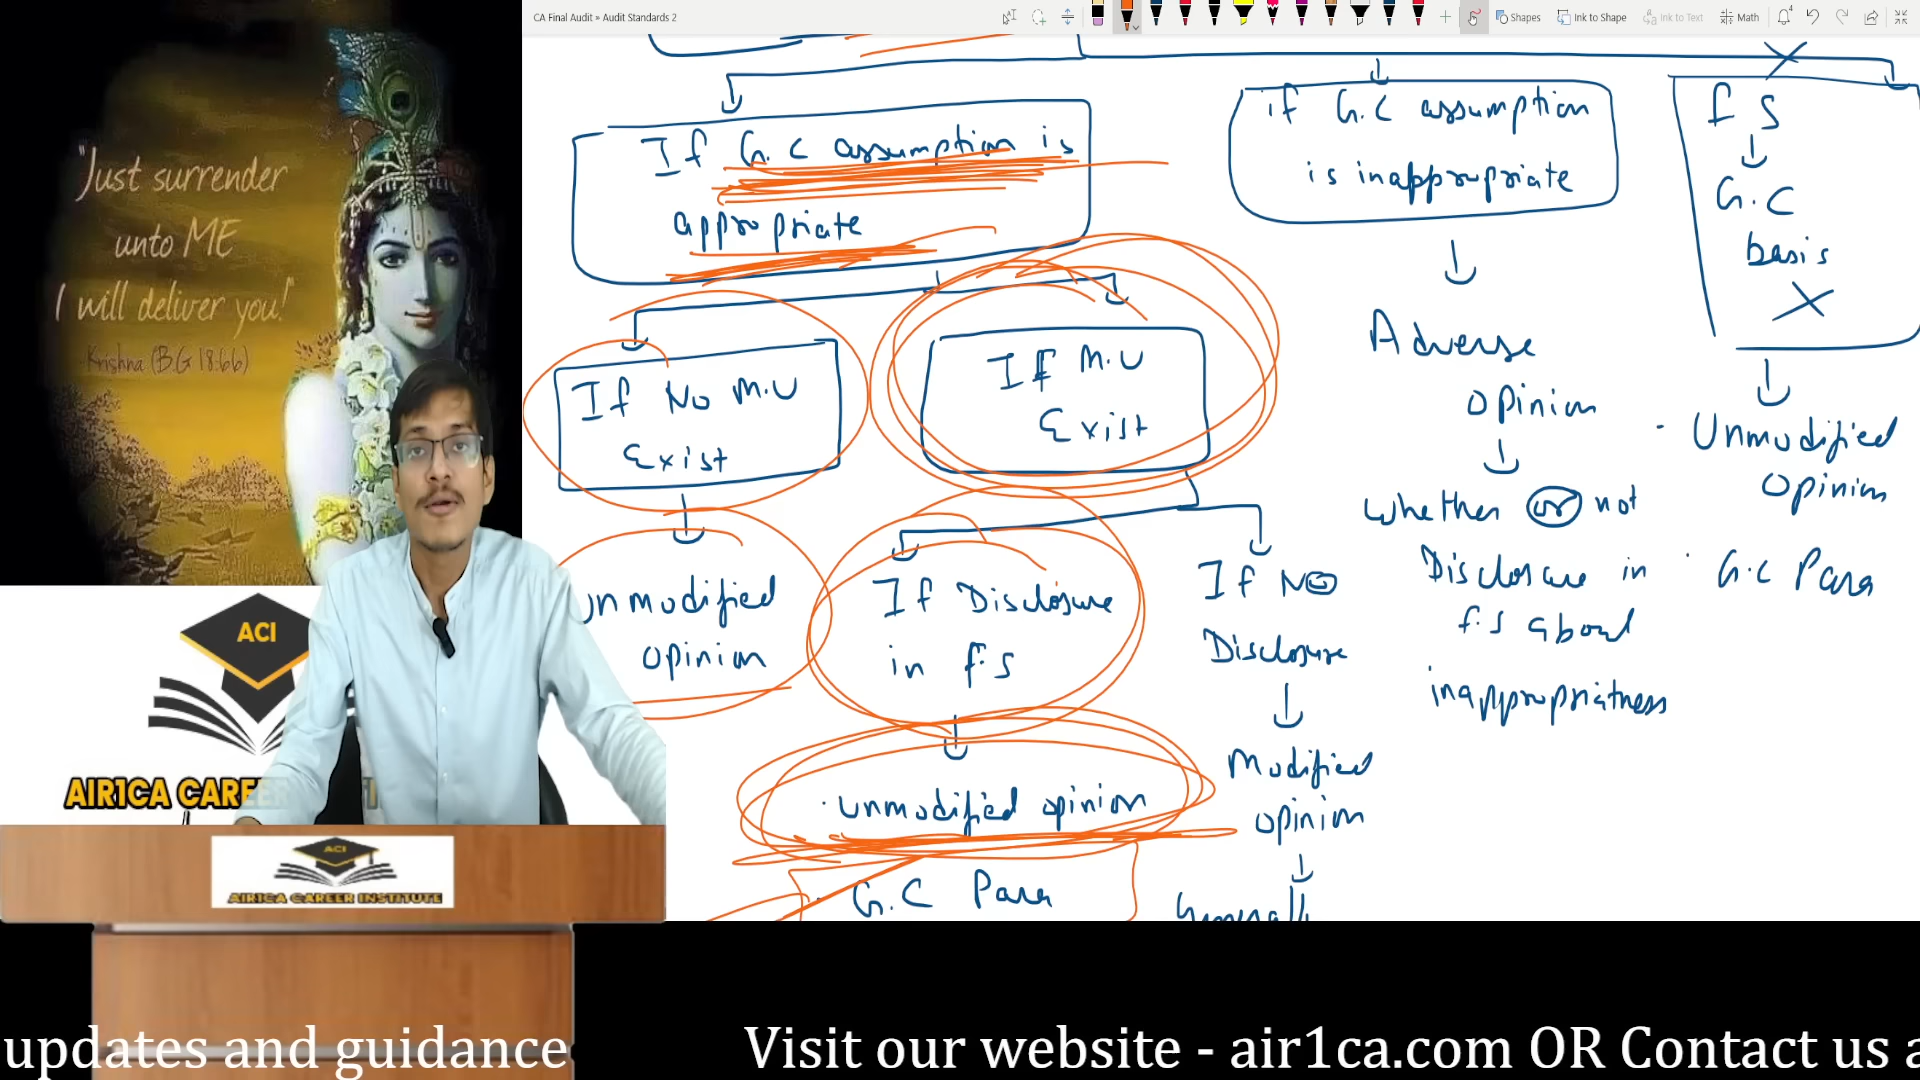 CA Final Audit » Audit Standards 2
Shapes
Ink to Shape
Ink to Text
Math
"Just surrender
unto ME
I will deliver you!"
Krishna (B.G 18:66)
If G.C assumption is
appropriate
if G.C assumption
is inappropriate
F S
G.C
basis
X
If No M.U
Exist
If M.U
Exist
Adverse
opinion
Unmodified
opinion
G.C Para
whether or not
Disclosure in
F.S about
inappropriatness
unmodified
opinion
If Disclosure
in F.S
If NO
Disclosure
Modified
opinion
unmodified opinion
G.C Para
ACI
AIR1CA CAREE
ACI
AIR1CA CAREER INSTITUTE
updates and guidance
Visit our website - air1ca.com OR Contact us a